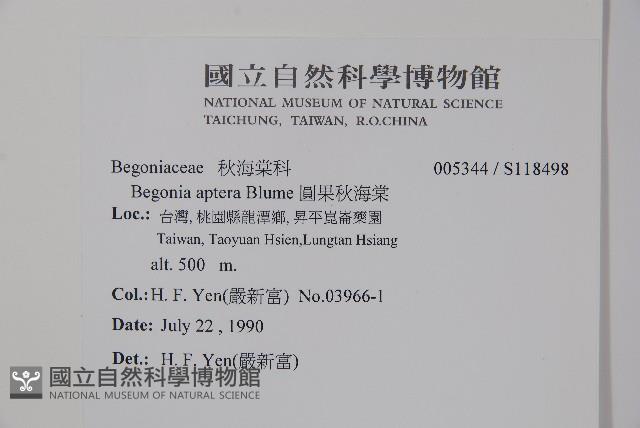 國立自然科學博物館
NATIONAL MUSEUM OF NATURAL SCIENCE
TAICHUNG, TAIWAN, R.O.CHINA
Begoniaceae 秋海棠科 005344 / S118498
Begonia aptera Blume 圓果秋海棠
Loc.: 台灣, 桃園縣龍潭鄉, 昇平崑崙藥園
Taiwan, Taoyuan Hsien,Lungtan Hsiang
alt. 500 m.
Col.: H. F. Yen(嚴新富) No.03966-1
Date: July 22 , 1990
Det.: H. F. Yen(嚴新富)
國立自然科學博物館
NATIONAL MUSEUM OF NATURAL SCIENCE